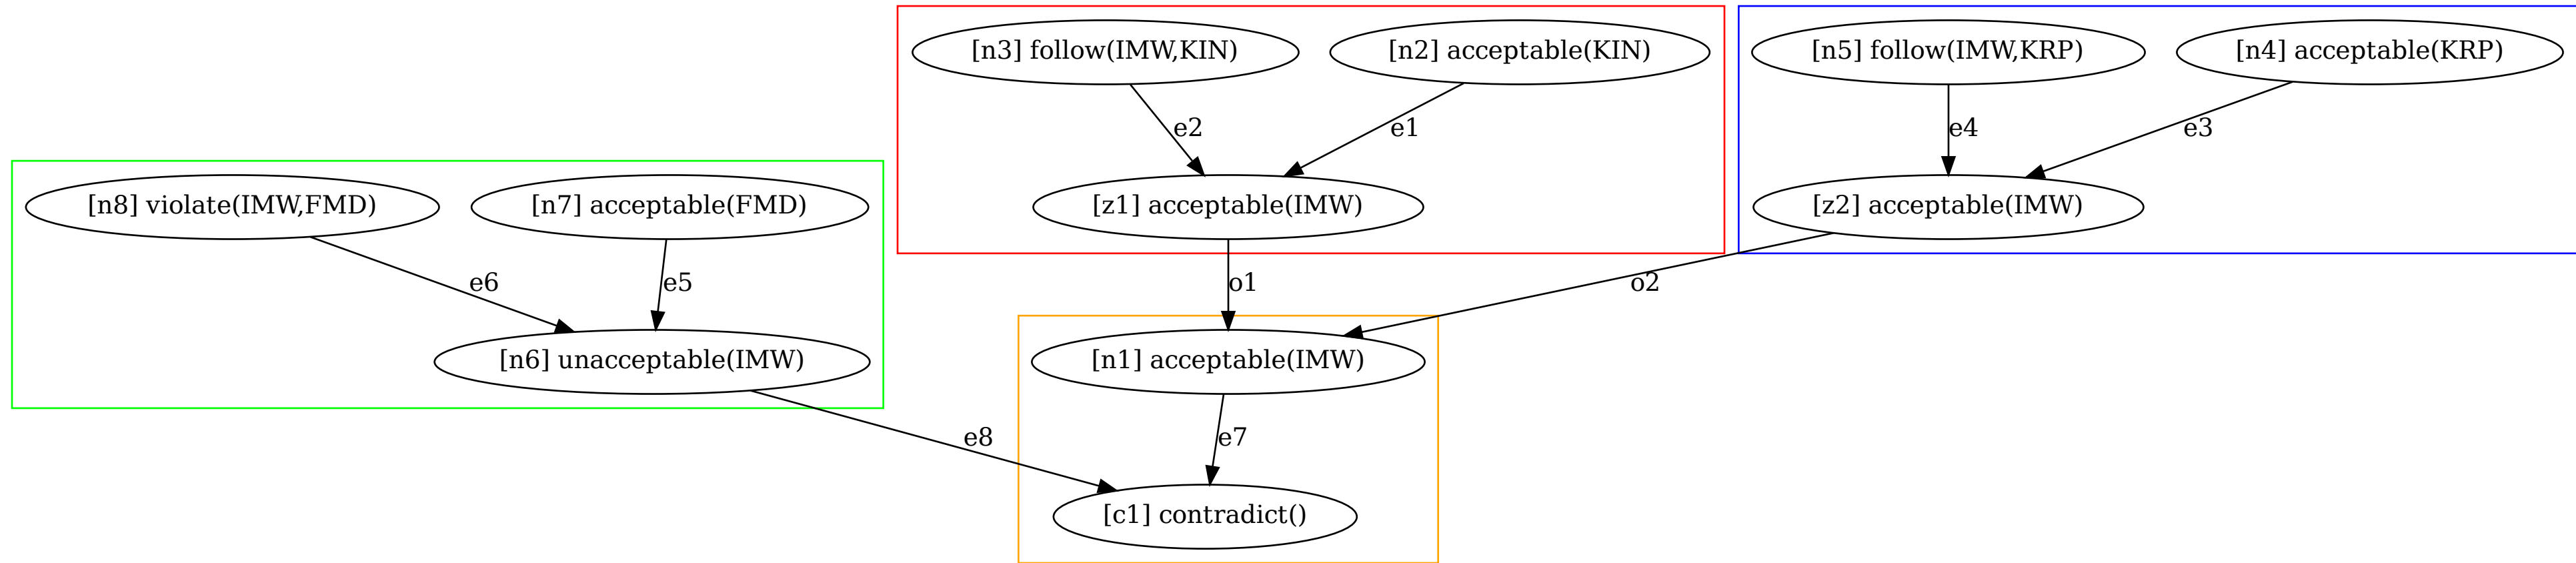 [n3] follow(IMW,KIN)
[n2] acceptable(KIN)
[n5] follow(IMW,KRP)
[n4] acceptable(KRP)
e2
e1
e4
e3
[n8] violate(IMW,FMD)
[n7] acceptable(FMD)
[z1] acceptable(IMW)
[z2] acceptable(IMW)
e6
e5
o1
o2
[n6] unacceptable(IMW)
[n1] acceptable(IMW)
e8
e7
[c1] contradict()